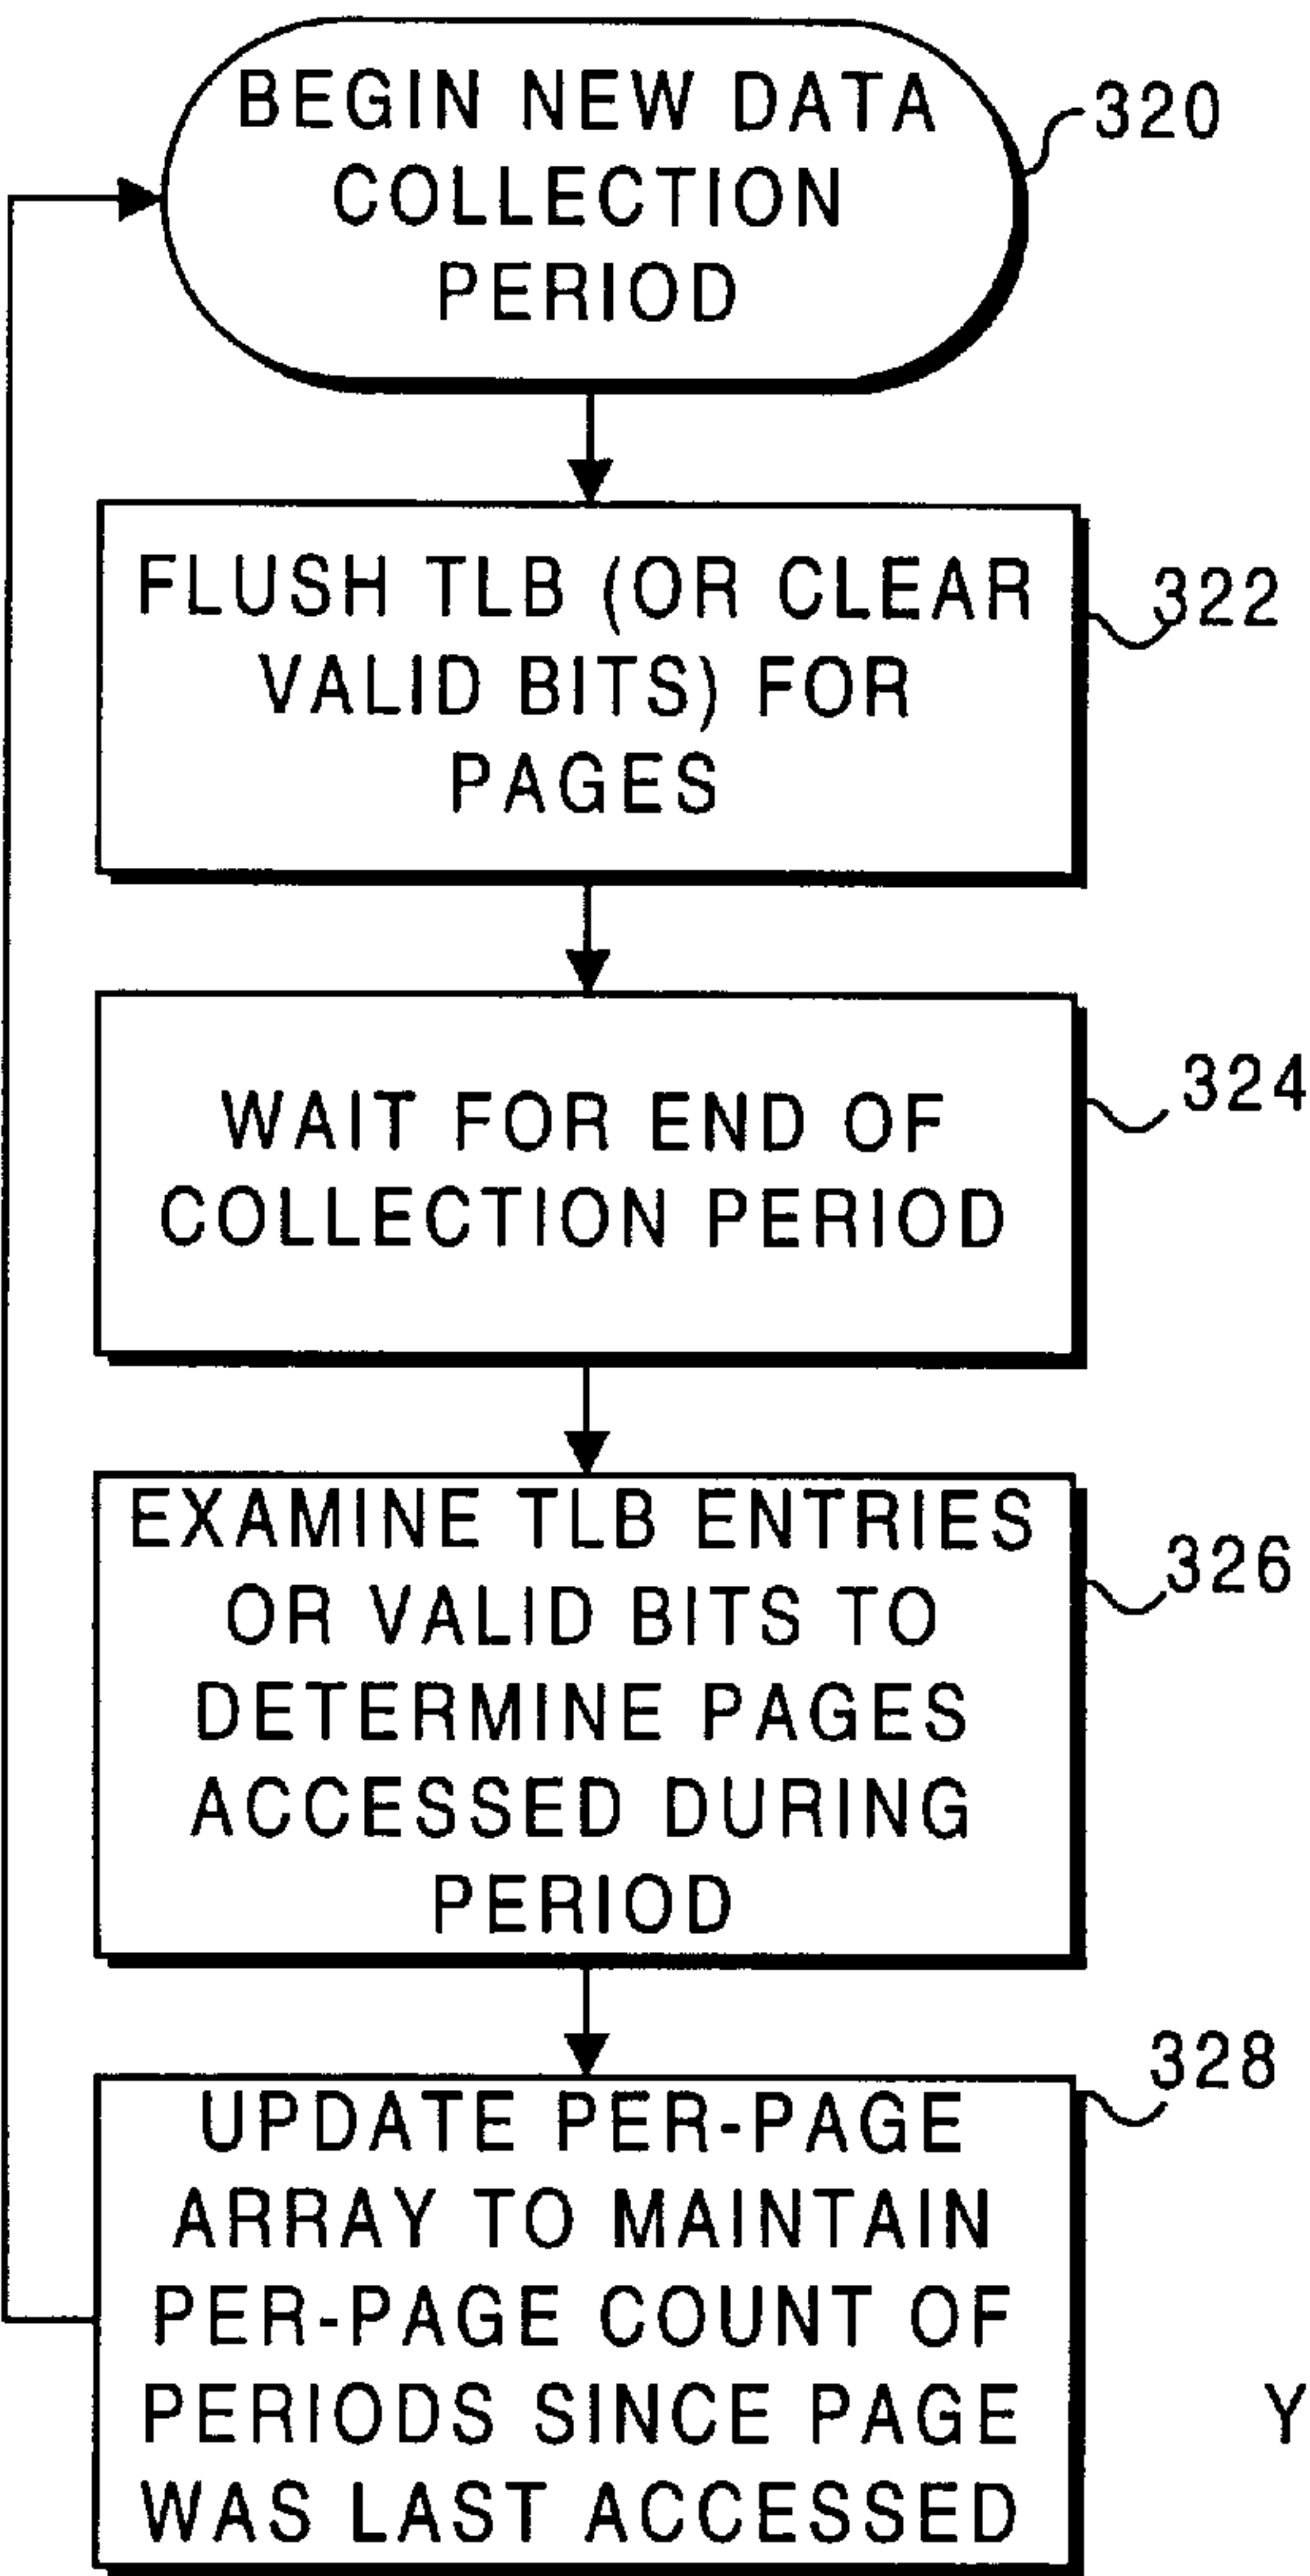 BEGIN NEW DATA
COLLECTION
PERIOD
320
FLUSH TLB (OR CLEAR
VALID BITS) FOR
PAGES
322
WAIT FOR END OF
COLLECTION PERIOD
324
EXAMINE TLB ENTRIES
OR VALID BITS TO
DETERMINE PAGES
ACCESSED DURING
PERIOD
326
UPDATE PER-PAGE
ARRAY TO MAINTAIN
PER-PAGE COUNT OF
PERIODS SINCE PAGE
WAS LAST ACCESSED
328
Y